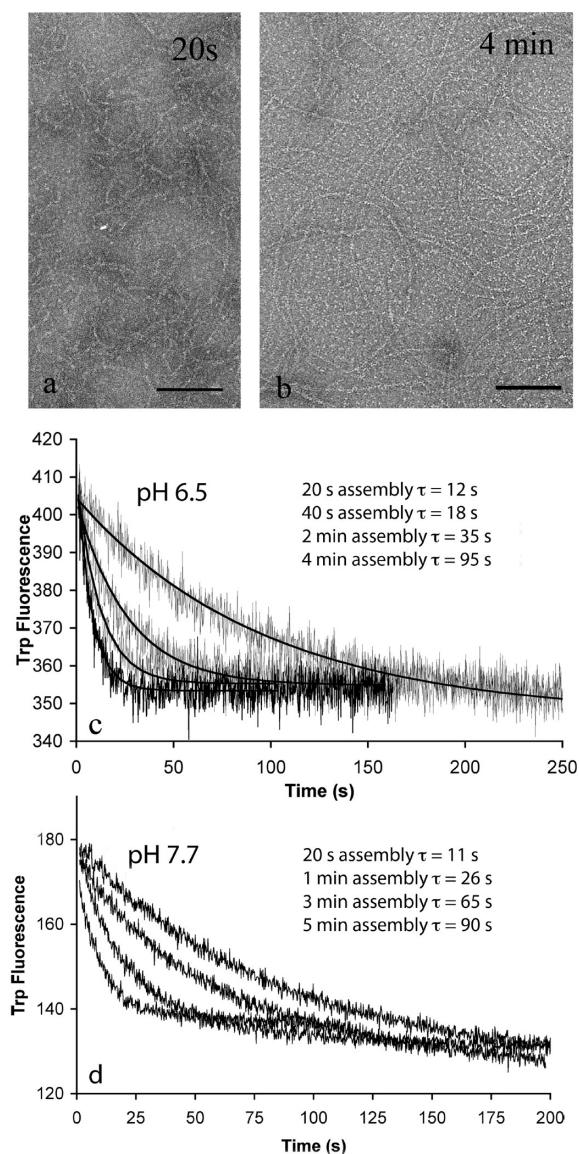 20s
4 min
a
b
420
410
400
390
380
370
360
350
340
Trp Fluorescence
pH 6.5
20 s assembly τ = 12 s
40 s assembly τ = 18 s
2 min assembly τ = 35 s
4 min assembly τ = 95 s
c
0
50
100
150
200
250
Time (s)
180
160
140
120
Trp Fluorescence
pH 7.7
20 s assembly τ = 11 s
1 min assembly τ = 26 s
3 min assembly τ = 65 s
5 min assembly τ = 90 s
d
0
25
50
75
100
125
150
175
200
Time (s)